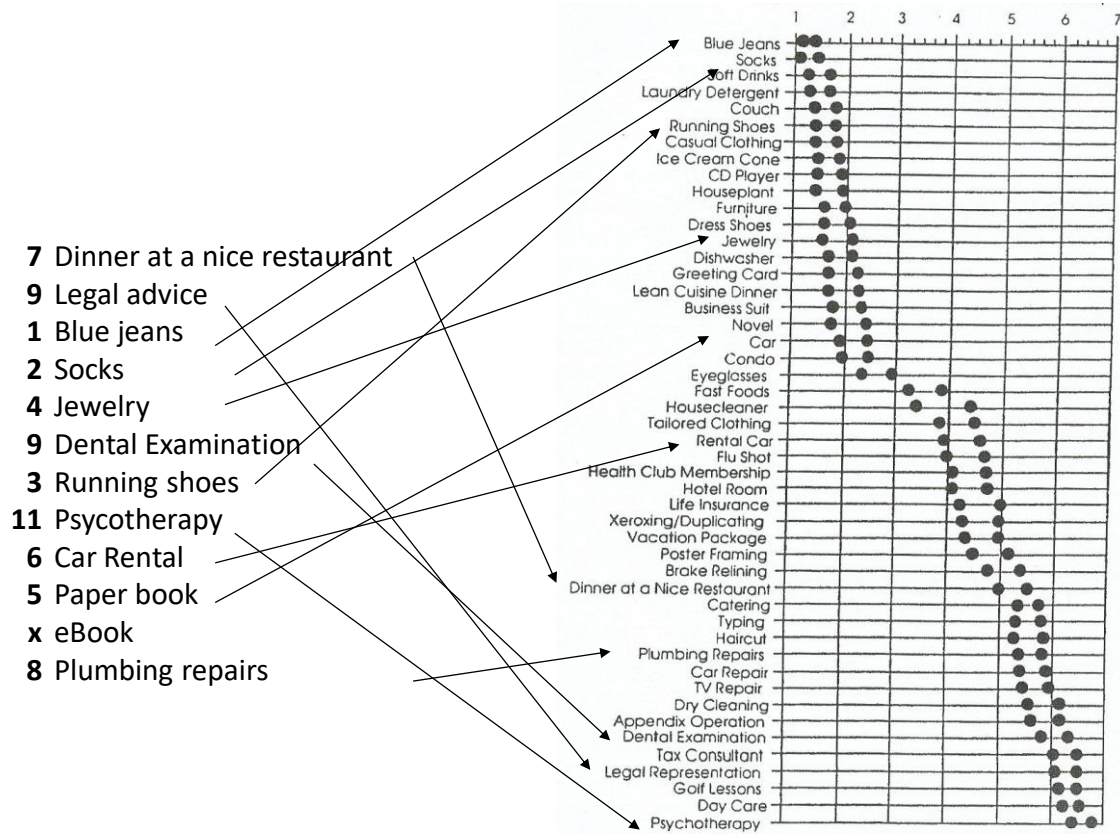 7 Dinner at a nice restaurant
9 Legal advice
1 Blue jeans
2 Socks
4 Jewelry
9 Dental Examination
3 Running shoes
11 Psycotherapy
6 Car Rental
5 Paper book
x eBook
8 Plumbing repairs
1 2 3 4 5 6 7
Blue Jeans
Socks
Soft Drinks
Laundry Detergent
Couch
Running Shoes
Casual Clothing
Ice Cream Cone
CD Player
Houseplant
Furniture
Dress Shoes
Jewelry
Dishwasher
Greeting Card
Lean Cuisine Dinner
Business Suit
Novel
Car
Condo
Eyeglasses
Fast Foods
Housecleaner
Tailored Clothing
Rental Car
Flu Shot
Health Club Membership
Hotel Room
Life Insurance
Xeroxing/Duplicating
Vacation Package
Poster Framing
Brake Relining
Dinner at a Nice Restaurant
Catering
Typing
Haircut
Plumbing Repairs
Car Repair
TV Repair
Dry Cleaning
Appendix Operation
Dental Examination
Tax Consultant
Legal Representation
Golf Lessons
Day Care
Psychotherapy